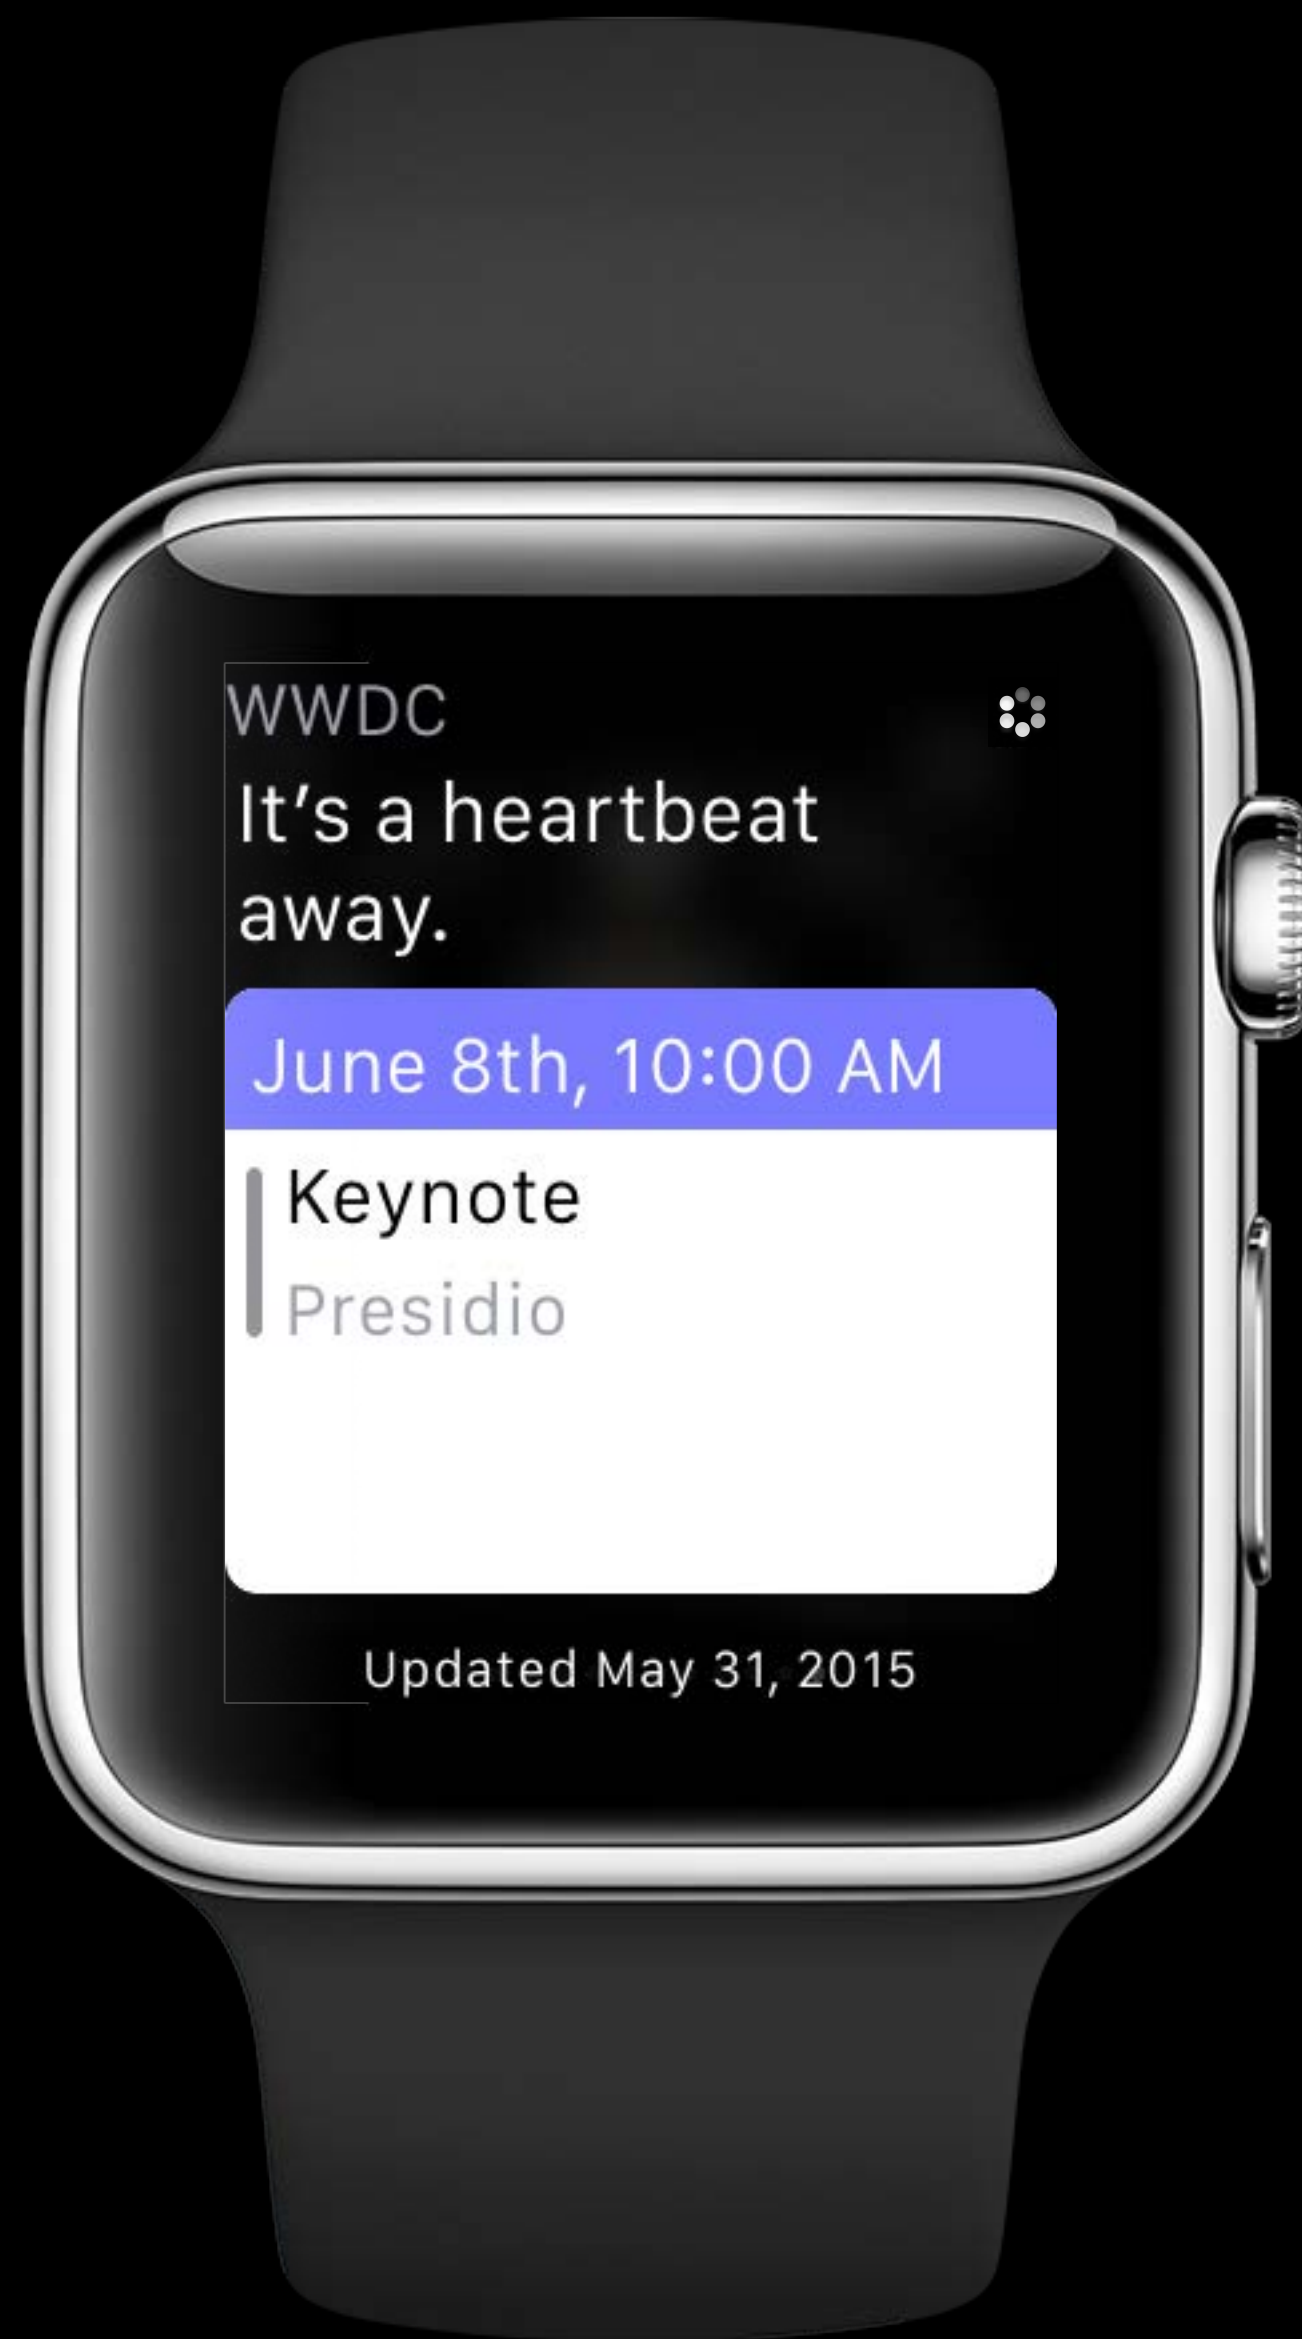 WWDC
It’s a heartbeat
away.
June 8th, 10:00 AM
Keynote
Presidio
Updated May 31, 2015